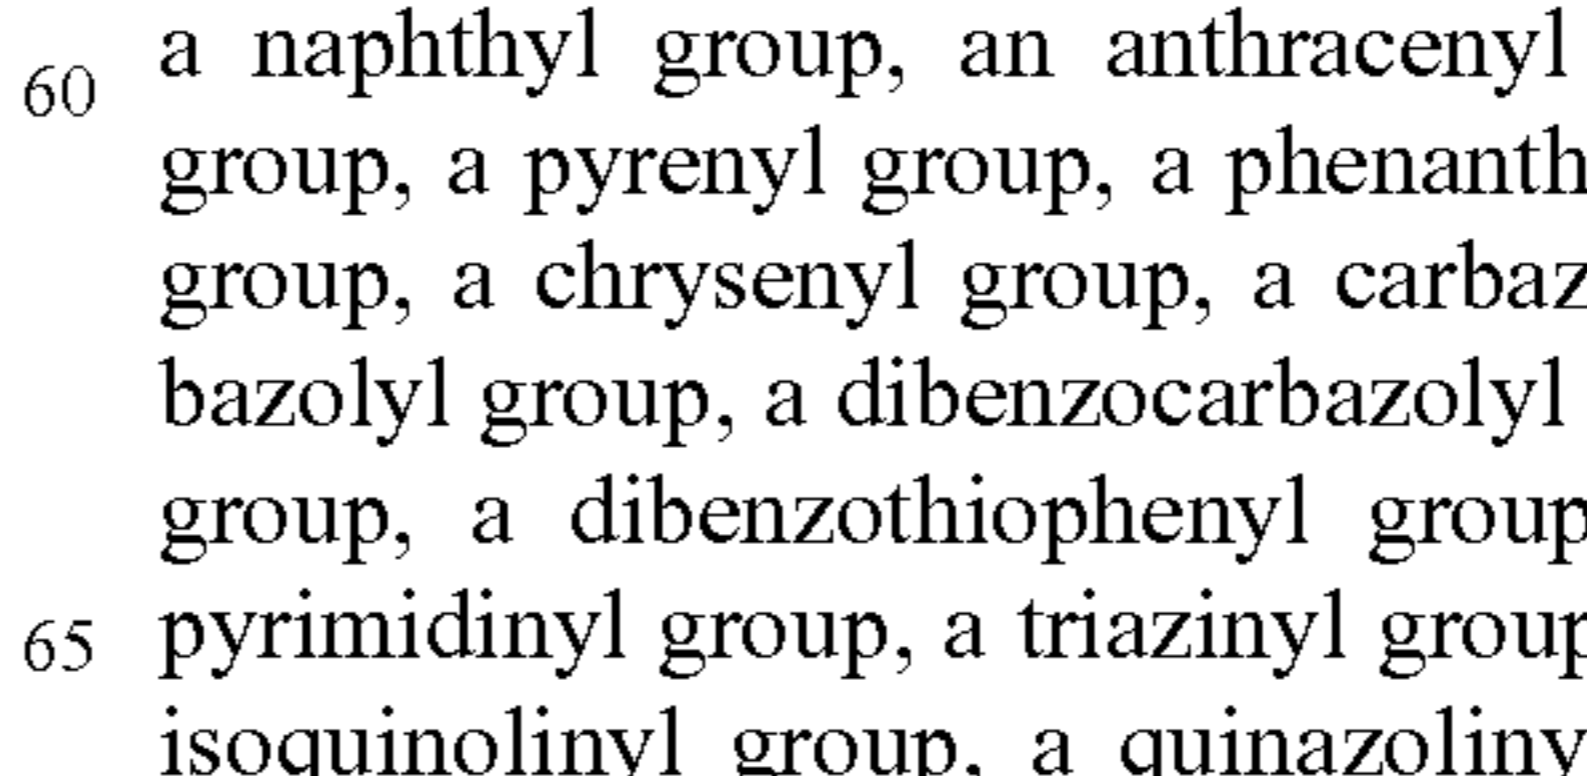 60 a naphthyl group, an anthracenyl
group, a pyrenyl group, a phenanth
group, a chrysenyl group, a carbaz
bazolyl group, a dibenzocarbazolyl
group, a dibenzothiophenyl group
65 pyrimidinyl group, a triazinyl group
isoquinolinyl group, a quinazoliny